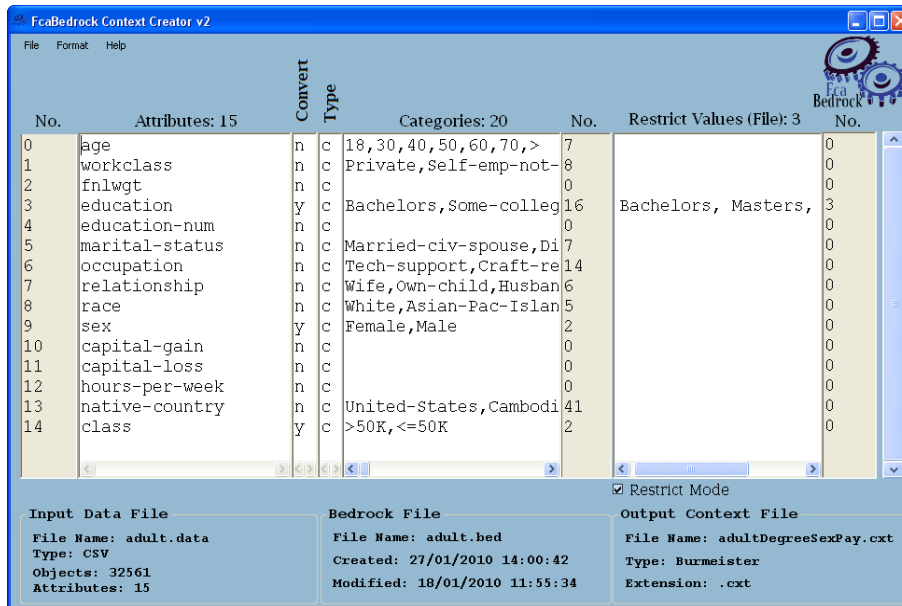 FcaBedrock Context Creator v2
File Format Help
Fca
Bedrock
No. Attributes: 15 Convert Type Categories: 20 No. Restrict Values (File): 3 No.
0 age n c 18,30,40,50,60,70,> 7 0
1 workclass n c Private,Self-emp-not- 8 0
2 fnlwgt n c 0 0
3 education y c Bachelors,Some-colleg 16 Bachelors, Masters, 3
4 education-num n c 0 0
5 marital-status n c Married-civ-spouse,Di 7 0
6 occupation n c Tech-support,Craft-re 14 0
7 relationship n c Wife,Own-child,Husban 6 0
8 race n c White,Asian-Pac-Islan 5 0
9 sex y c Female,Male 2 0
10 capital-gain n c 0 0
11 capital-loss n c 0 0
12 hours-per-week n c 0 0
13 native-country n c United-States,Cambodi 41 0
14 class y c >50K,<=50K 2 0
Restrict Mode
Input Data File
File Name: adult.data
Type: CSV
Objects: 32561
Attributes: 15
Bedrock File
File Name: adult.bed
Created: 27/01/2010 14:00:42
Modified: 18/01/2010 11:55:34
Output Context File
File Name: adultDegreeSexPay.cxt
Type: Burmeister
Extension: .cxt